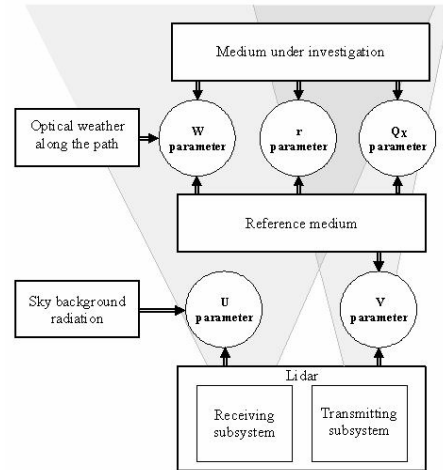 Medium under investigation
Optical weather
along the path
W
parameter
r
parameter
Qχ
parameter
Reference medium
Sky background
radiation
U
parameter
V
parameter
Lidar
Receiving
subsystem
Transmitting
subsystem